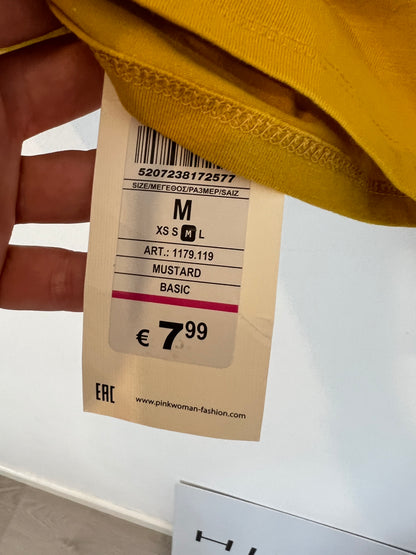 5207238172577
SIZE/ΜΕΓΕΘΟΣ/РАЗМЕР/SAIZ
M
XS S M L
ART.: 1179.119
MUSTARD
BASIC
€ 7.99
EAC www.pinkwoman-fashion.com